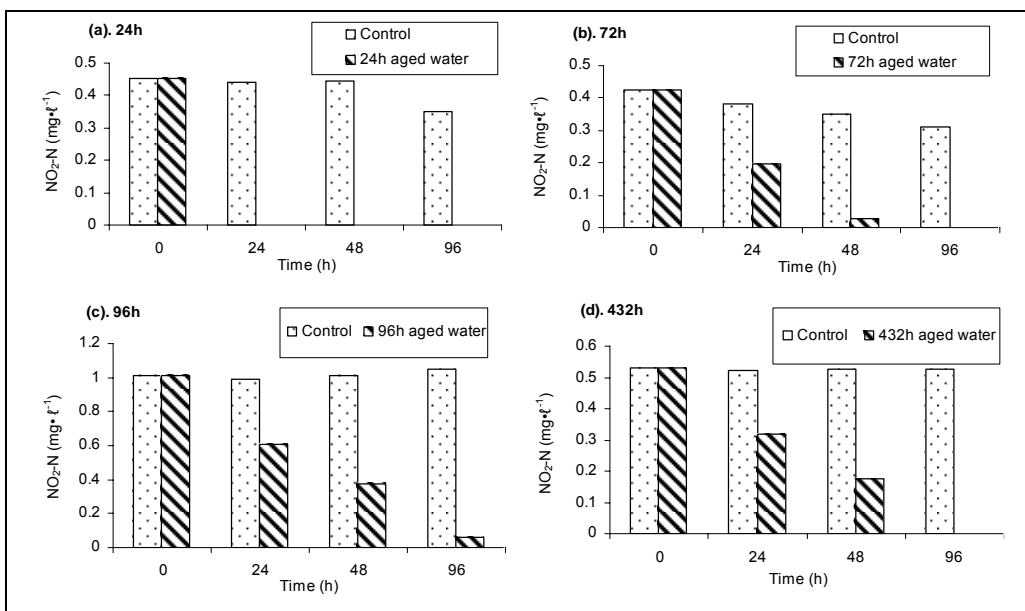 (a). 24h
Control
24h aged water
NO₂-N (mg•ℓ⁻¹)
0.5
0.4
0.3
0.2
0.1
0
0 24 48 96
Time (h)
(b). 72h
Control
72h aged water
NO₂-N (mg•ℓ⁻¹)
0.5
0.4
0.3
0.2
0.1
0
0 24 48 96
Time (h)
(c). 96h
Control 96h aged water
NO₂-N (mg• ℓ⁻¹)
1.2
1
0.8
0.6
0.4
0.2
0
0 24 48 96
Time (h)
(d). 432h
Control 432h aged water
NO₂-N (mg•ℓ⁻¹)
0.6
0.5
0.4
0.3
0.2
0.1
0
0 24 48 96
Time (h)